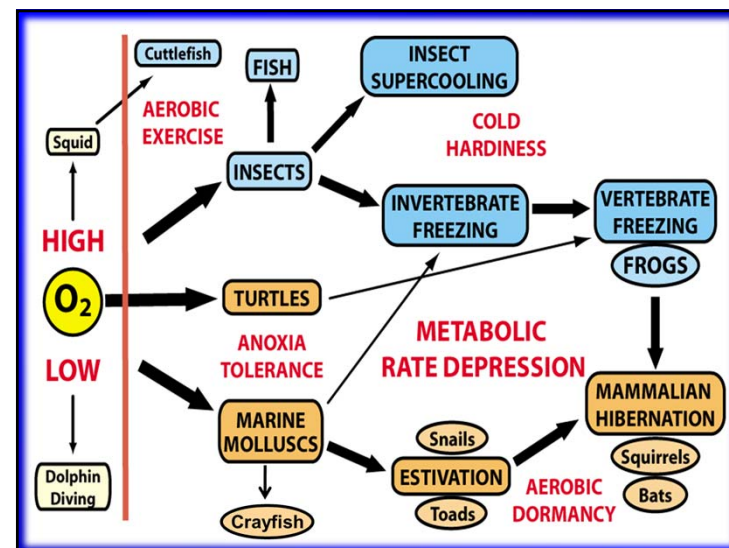 Cuttlefish
FISH
INSECT
SUPERCOOLING
AEROBIC
EXERCISE
Squid
COLD
HARDINESS
INSECTS
INVERTEBRATE
FREEZING
VERTEBRATE
FREEZING
FROGS
HIGH
O₂
LOW
TURTLES
ANOXIA
TOLERANCE
METABOLIC
RATE DEPRESSION
MARINE
MOLLUSCS
MAMMALIAN
HIBERNATION
Squirrels
Bats
Snails
ESTIVATION
Toads
AEROBIC
DORMANCY
Dolphin
Diving
Crayfish